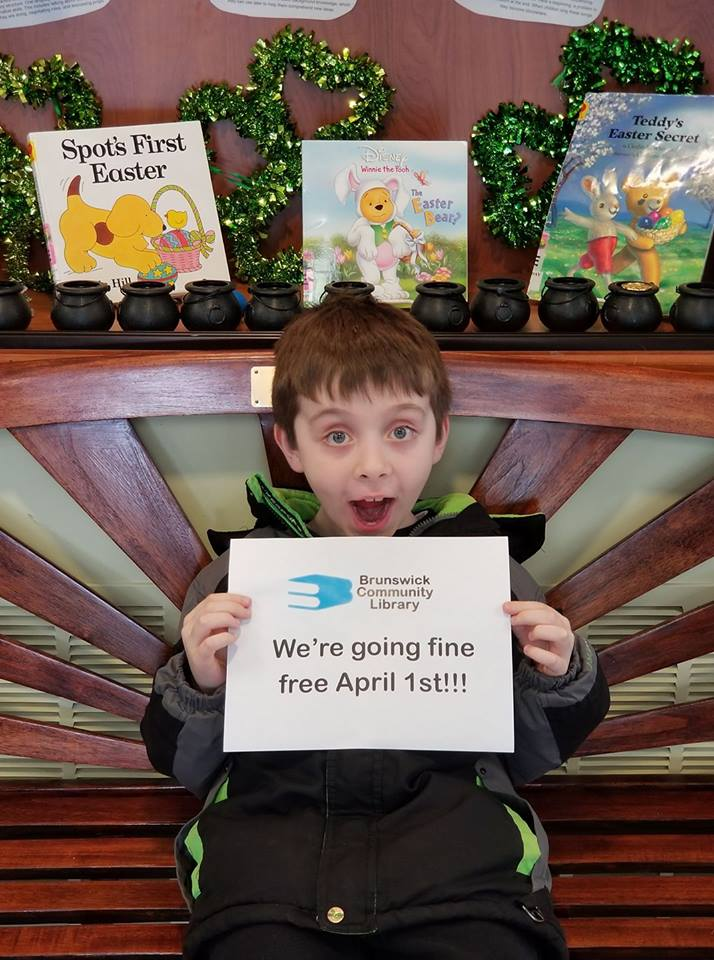 Spot's First
Easter
Hill
Disney
Winnie the Pooh
The
Easter
Bear?
Teddy's
Easter Secret
Brunswick
Community
Library
We're going fine
free April 1st!!!